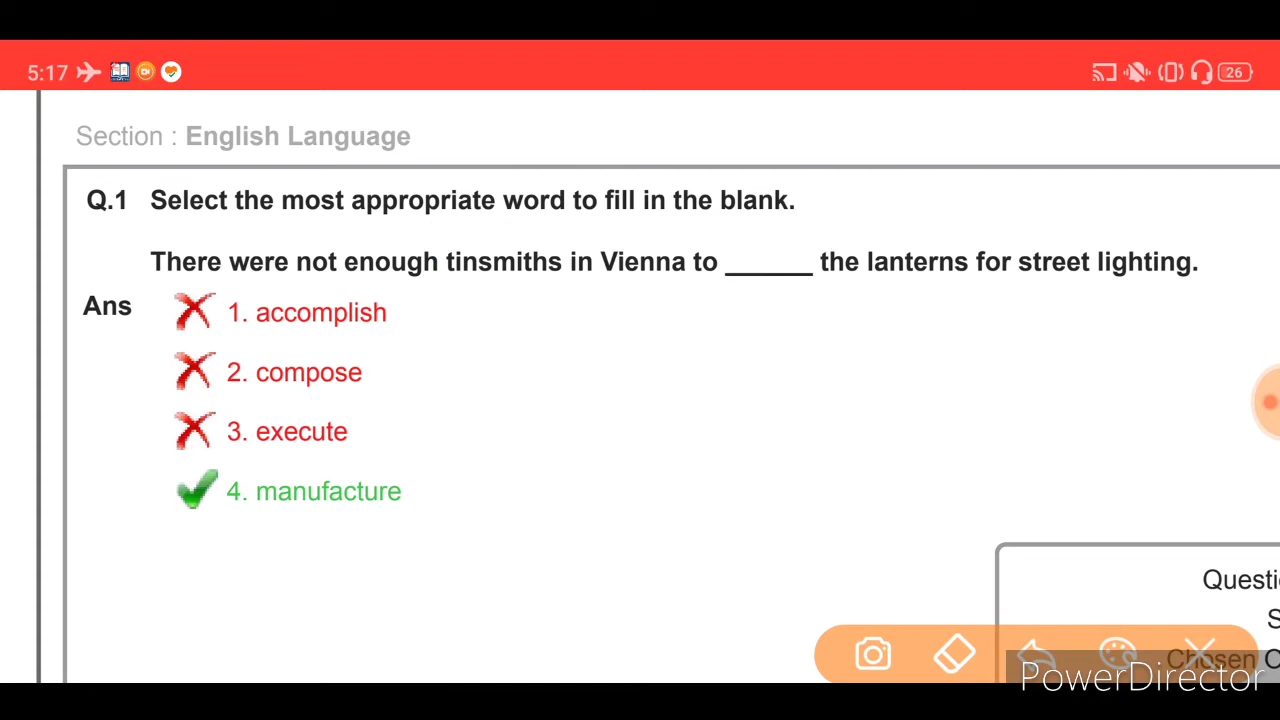 5:17
26
Section : English Language
Q.1 Select the most appropriate word to fill in the blank.
There were not enough tinsmiths in Vienna to ______ the lanterns for street lighting.
Ans
1. accomplish
2. compose
3. execute
4. manufacture
Chosen
PowerDirector